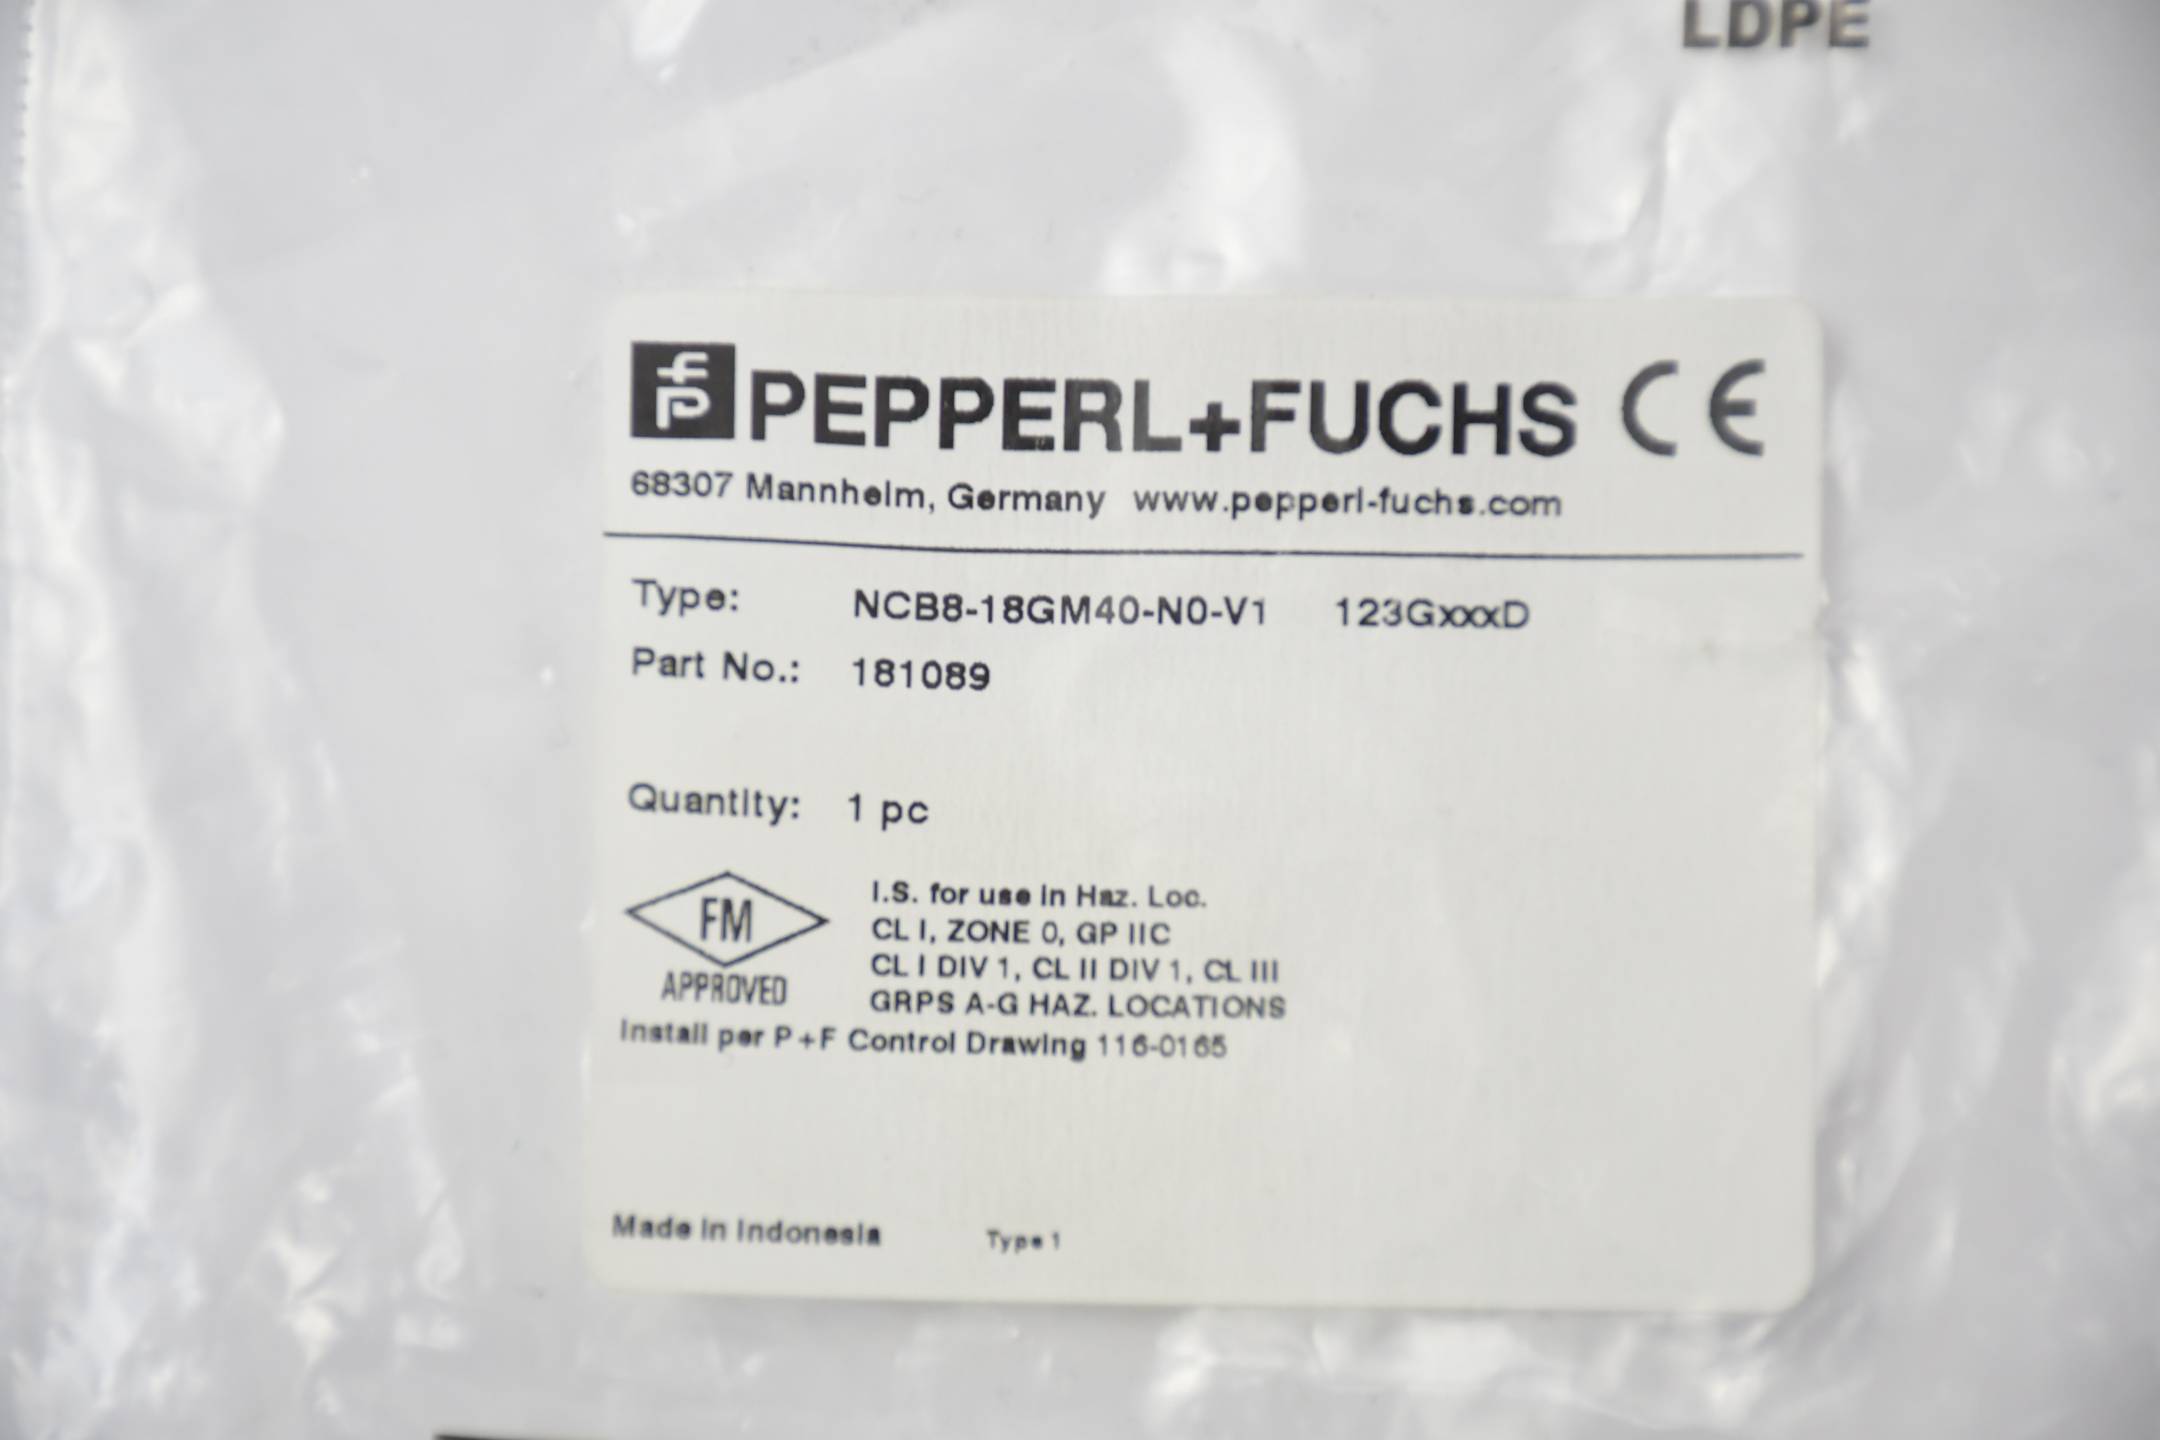 LDPE
PEPPERL+FUCHS CE
68307 Mannheim, Germany www.pepperl-fuchs.com
Type: NCB8-18GM40-N0-V1 123GxxxD
Part No.: 181089
Quantity: 1 pc
FM
APPROVED
I.S. for use in Haz. Loc.
CL I, ZONE 0, GP IIC
CL I DIV 1, CL II DIV 1, CL III
GRPS A-G HAZ. LOCATIONS
Install per P+F Control Drawing 116-0165
Made in Indonesia Type 1